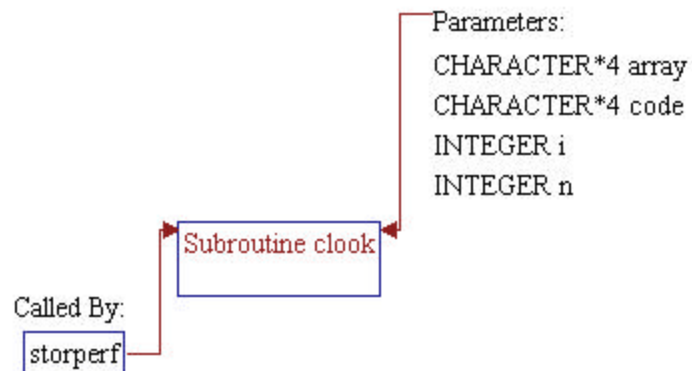 Parameters:
CHARACTER*4 array
CHARACTER*4 code
INTEGER i
INTEGER n
Subroutine clook
Called By:
storperf